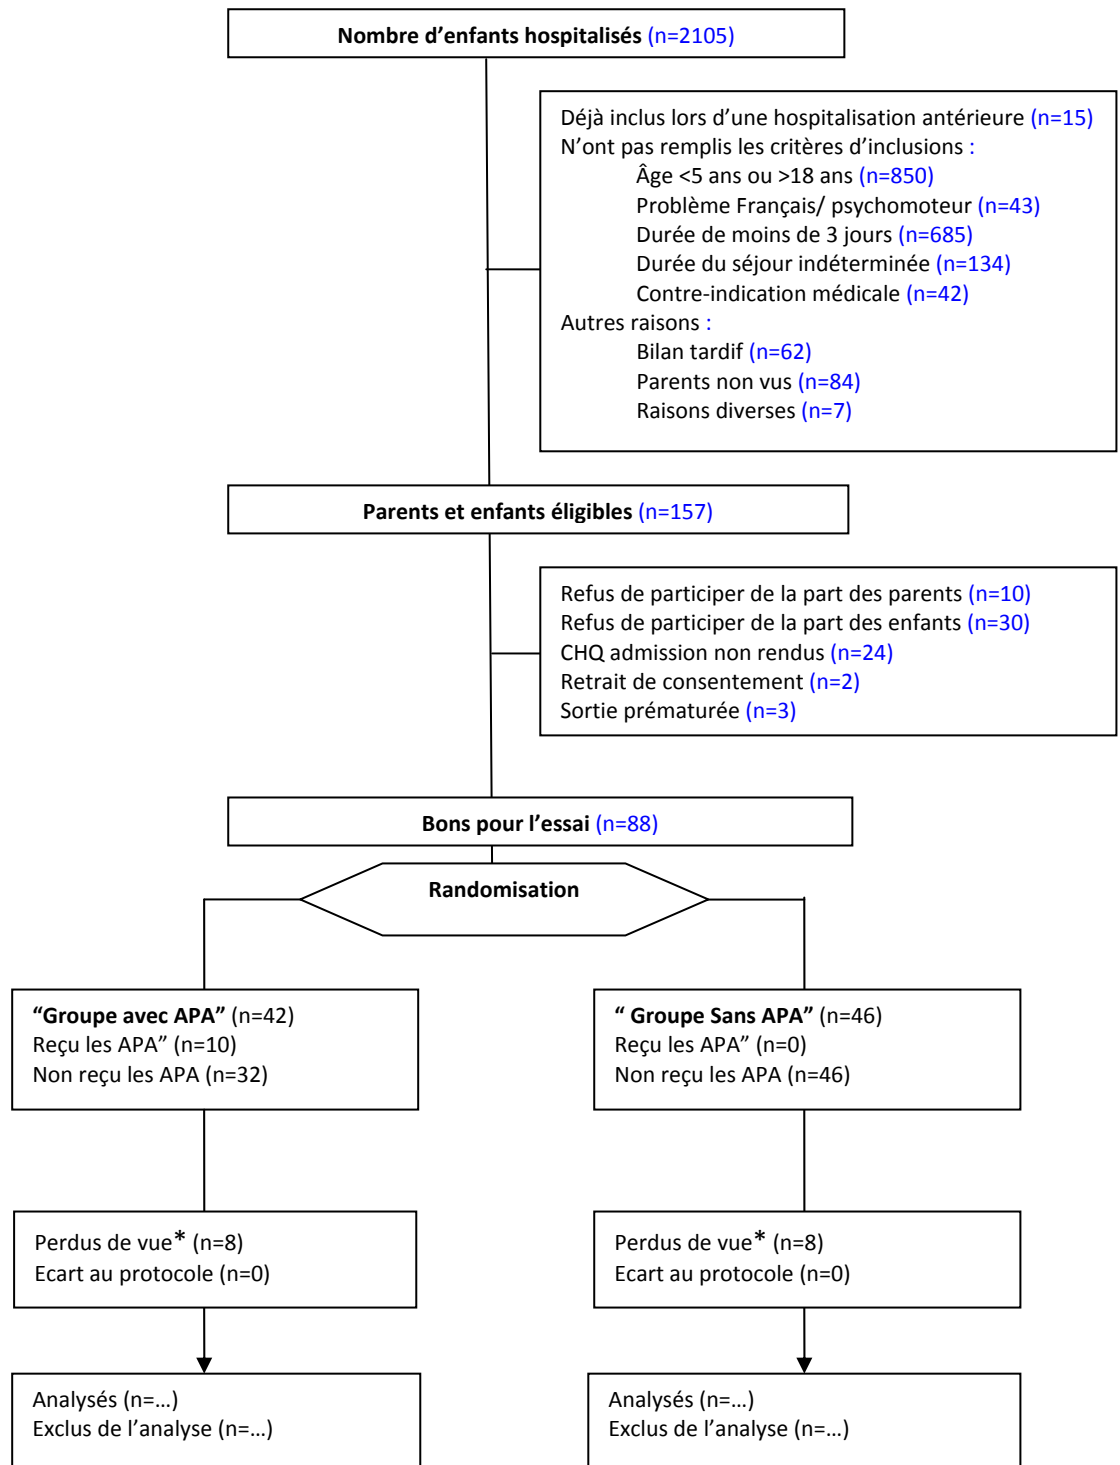 Nombre d’enfants hospitalisés (n=2105)
Déjà inclus lors d’une hospitalisation antérieure (n=15)
N’ont pas remplis les critères d’inclusions :
Âge <5 ans ou >18 ans (n=850)
Problème Français/ psychomoteur (n=43)
Durée de moins de 3 jours (n=685)
Durée du séjour indéterminée (n=134)
Contre-indication médicale (n=42)
Autres raisons :
Bilan tardif (n=62)
Parents non vus (n=84)
Raisons diverses (n=7)
Parents et enfants éligibles (n=157)
Refus de participer de la part des parents (n=10)
Refus de participer de la part des enfants (n=30)
CHQ admission non rendus (n=24)
Retrait de consentement (n=2)
Sortie prématurée (n=3)
Bons pour l’essai (n=88)
Randomisation
“Groupe avec APA” (n=42)
Reçu les APA” (n=10)
Non reçu les APA (n=32)
“ Groupe Sans APA” (n=46)
Reçu les APA” (n=0)
Non reçu les APA (n=46)
Perdus de vue* (n=8)
Ecart au protocole (n=0)
Perdus de vue* (n=8)
Ecart au protocole (n=0)
Analysés (n=…)
Exclus de l’analyse (n=…)
Analysés (n=…)
Exclus de l’analyse (n=…)